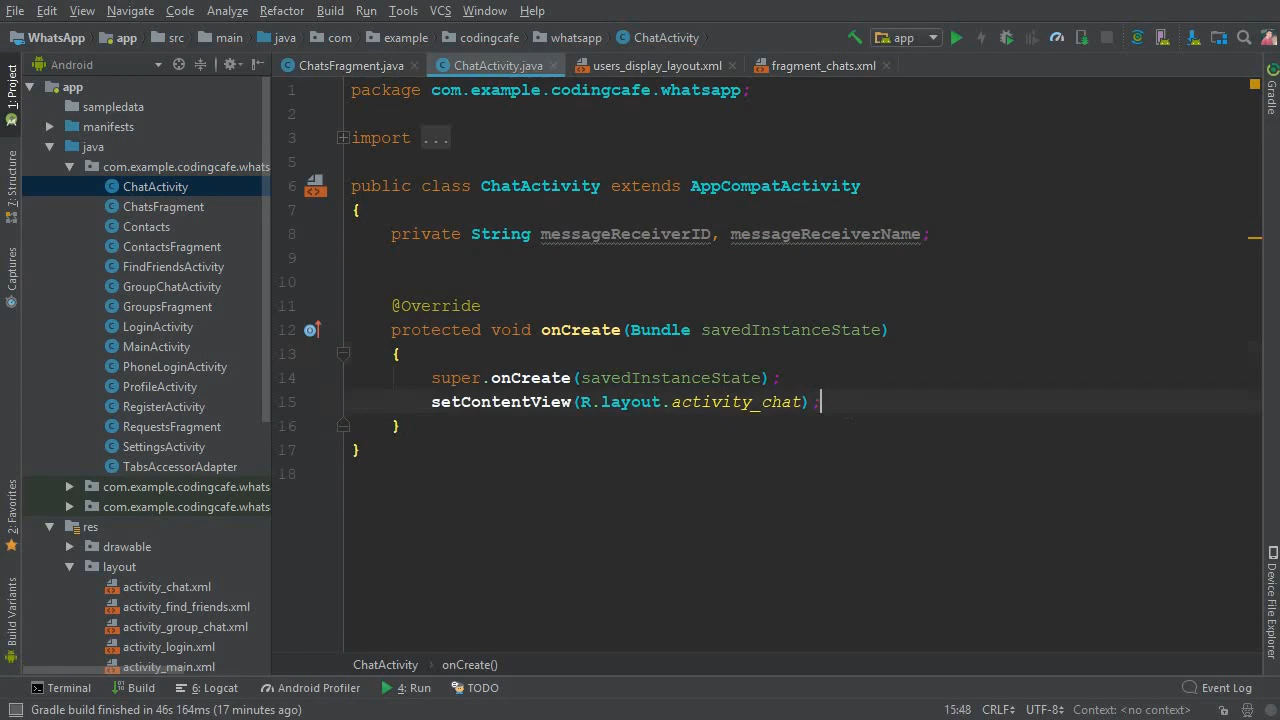 File Edit View Navigate Code Analyze Refactor Build Run Tools VCS Window Help
WhatsApp app src main java com example codingcafe whatsapp ChatActivity app
1: Project
7: Structure
Captures
2: Favorites
Build Variants
Android
app
sampledata
manifests
java
com.example.codingcafe.whats
ChatActivity
ChatsFragment
Contacts
ContactsFragment
FindFriendsActivity
GroupChatActivity
GroupsFragment
LoginActivity
MainActivity
PhoneLoginActivity
ProfileActivity
RegisterActivity
RequestsFragment
SettingsActivity
TabsAccessorAdapter
com.example.codingcafe.whats
com.example.codingcafe.whats
res
drawable
layout
activity_chat.xml
activity_find_friends.xml
activity_group_chat.xml
activity_login.xml
activity_main.xml
ChatsFragment.java ChatActivity.java users_display_layout.xml fragment_chats.xml
1 package com.example.codingcafe.whatsapp;
2
3 import ...
5
6 public class ChatActivity extends AppCompatActivity
7 {
8 private String messageReceiverID, messageReceiverName;
9
10
11 @Override
12 protected void onCreate(Bundle savedInstanceState)
13 {
14 super.onCreate(savedInstanceState);
15 setContentView(R.layout.activity_chat);
16 }
17 }
18
ChatActivity onCreate()
Gradle
Device File Explorer
Terminal Build 6: Logcat Android Profiler 4: Run TODO Event Log
Gradle build finished in 46s 164ms (17 minutes ago) 15:48 CRLF UTF-8 Context: <no context>